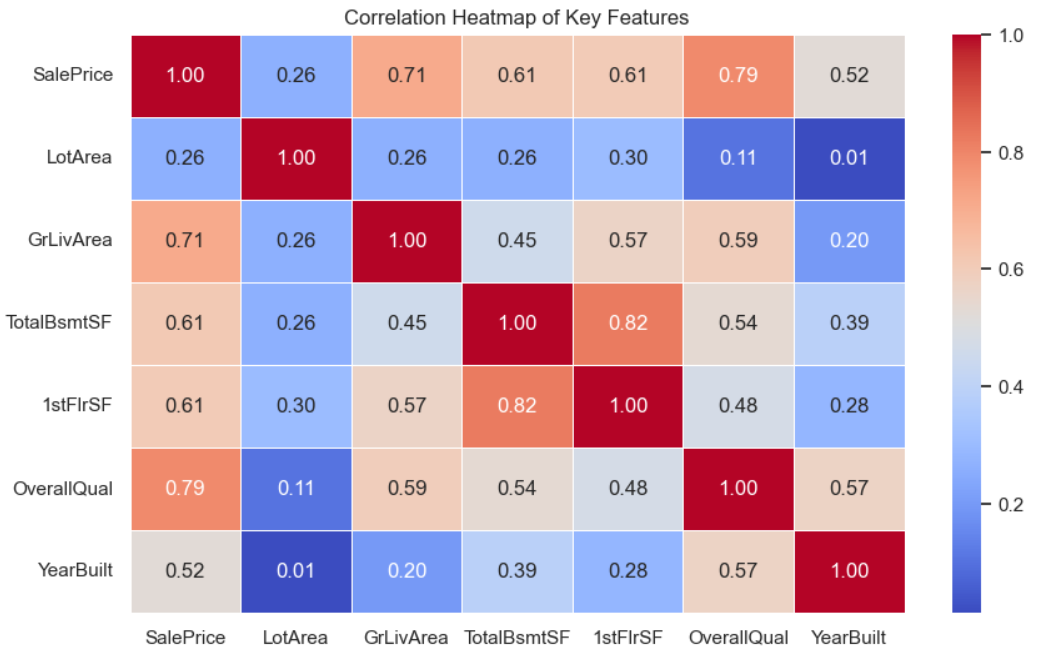 Correlation Heatmap of Key Features
SalePrice 1.00 0.26 0.71 0.61 0.61 0.79 0.52
LotArea 0.26 1.00 0.26 0.26 0.30 0.11 0.01
GrLivArea 0.71 0.26 1.00 0.45 0.57 0.59 0.20
TotalBsmtSF 0.61 0.26 0.45 1.00 0.82 0.54 0.39
1stFlrSF 0.61 0.30 0.57 0.82 1.00 0.48 0.28
OverallQual 0.79 0.11 0.59 0.54 0.48 1.00 0.57
YearBuilt 0.52 0.01 0.20 0.39 0.28 0.57 1.00
SalePrice LotArea GrLivArea TotalBsmtSF 1stFlrSF OverallQual YearBuilt
1.0
0.8
0.6
0.4
0.2